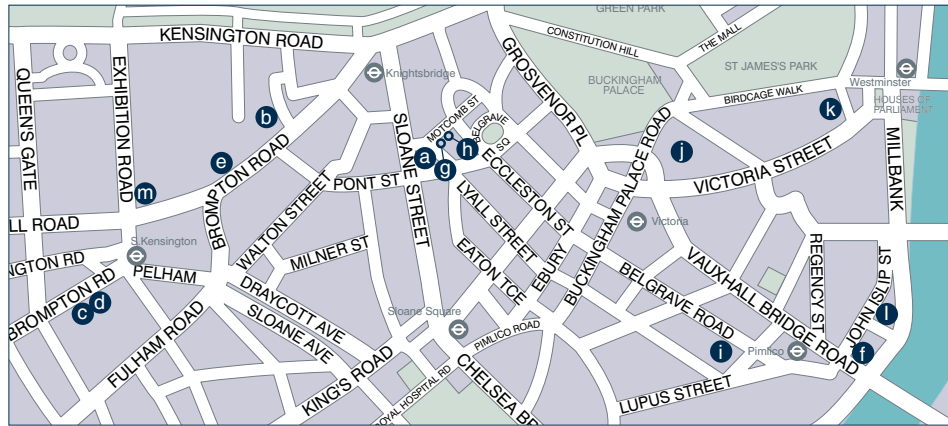 GREEN PARK
KENSINGTON ROAD
CONSTITUTION HILL
THE MALL
GROSVENOR PL
ST JAMES'S PARK
Knightsbridge
BUCKINGHAM
PALACE
Westminster
QUEEN'S GATE
EXHIBITION ROAD
BIRDCAGE WALK
HOUSES OF
PARLIAMENT
b
k
MOTCOMB ST
BELGRAVE
SQ
SLOANE STREET
MILLBANK
a
h
g
j
e
BROMPTON ROAD
PONT ST
VICTORIA STREET
m
WALTON STREET
LYALL STREET
ECCLESTON ST
BUCKINGHAM PALACE ROAD
Victoria
LL ROAD
S.Kensington
NGTON RD
BROMPTON RD
PELHAM
MILNER ST
EATON TCE
EBURY
BELGRAVE ROAD
VAUXHALL BRIDGE ROAD
REGENCY ST
JOHN ISLIP ST
c
d
DRAYCOTT AVE
SLOANE AVE
Sloane Square
PIMLICO ROAD
l
FULHAM ROAD
i
Pimlico
f
KING'S ROAD
OYAL HOSPITAL RD
CHELSEA BR
LUPUS STREET